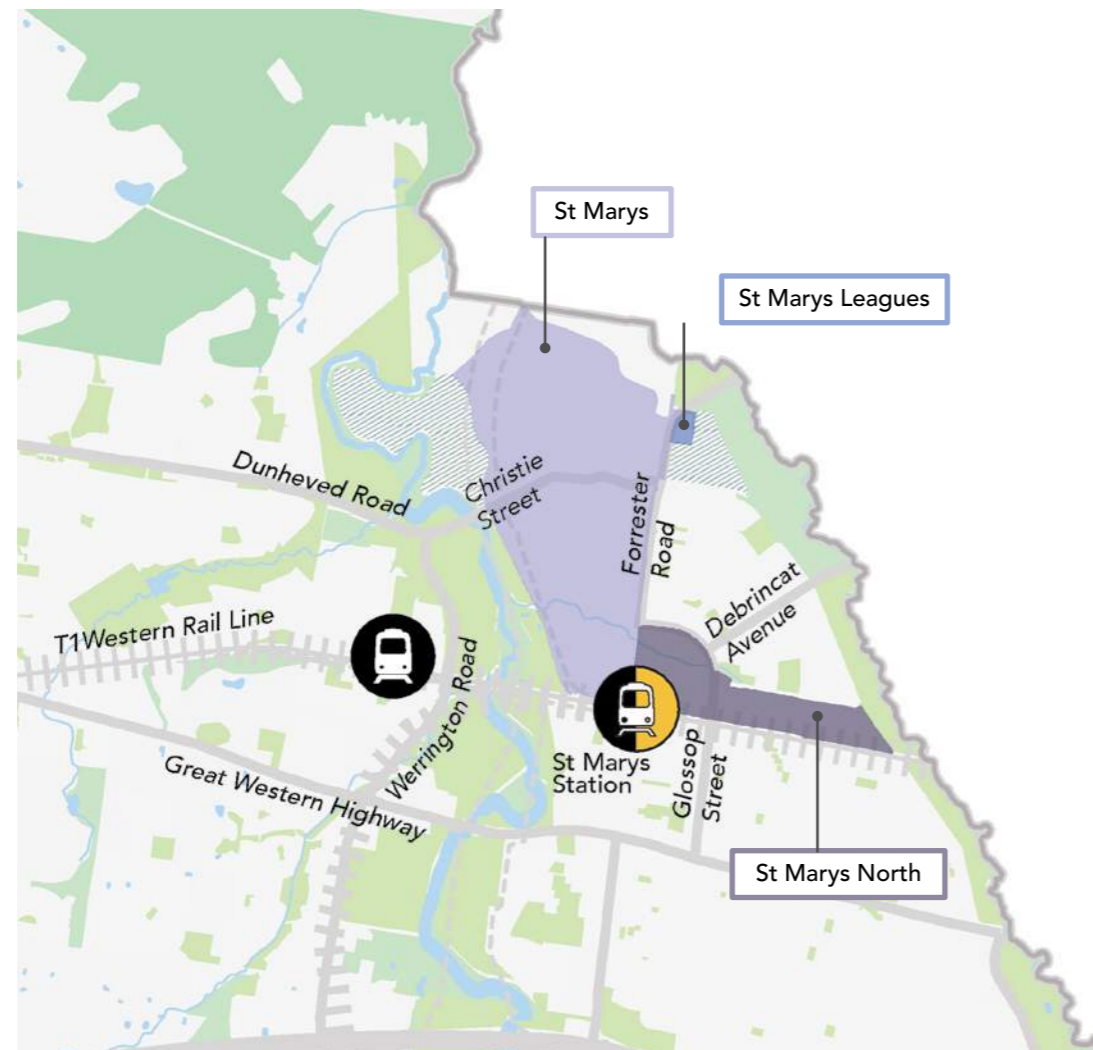 St Marys
St Marys Leagues
Dunheved Road
Christie
Street
Forrester
Road
Debrincat
Avenue
T1Western Rail Line
Werrington Road
St Marys
Station
Glossop
Street
Great Western Highway
St Marys North